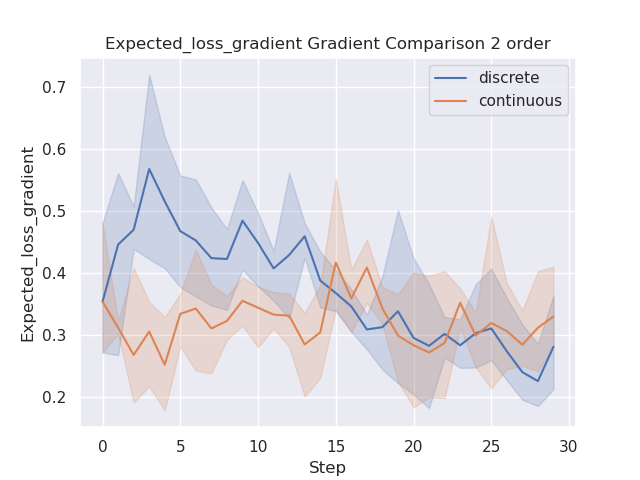 Expected_loss_gradient Gradient Comparison 2 order
discrete
continuous
0.7
0.6
0.5
0.4
0.3
0.2
Expected_loss_gradient
0 5 10 15 20 25 30
Step